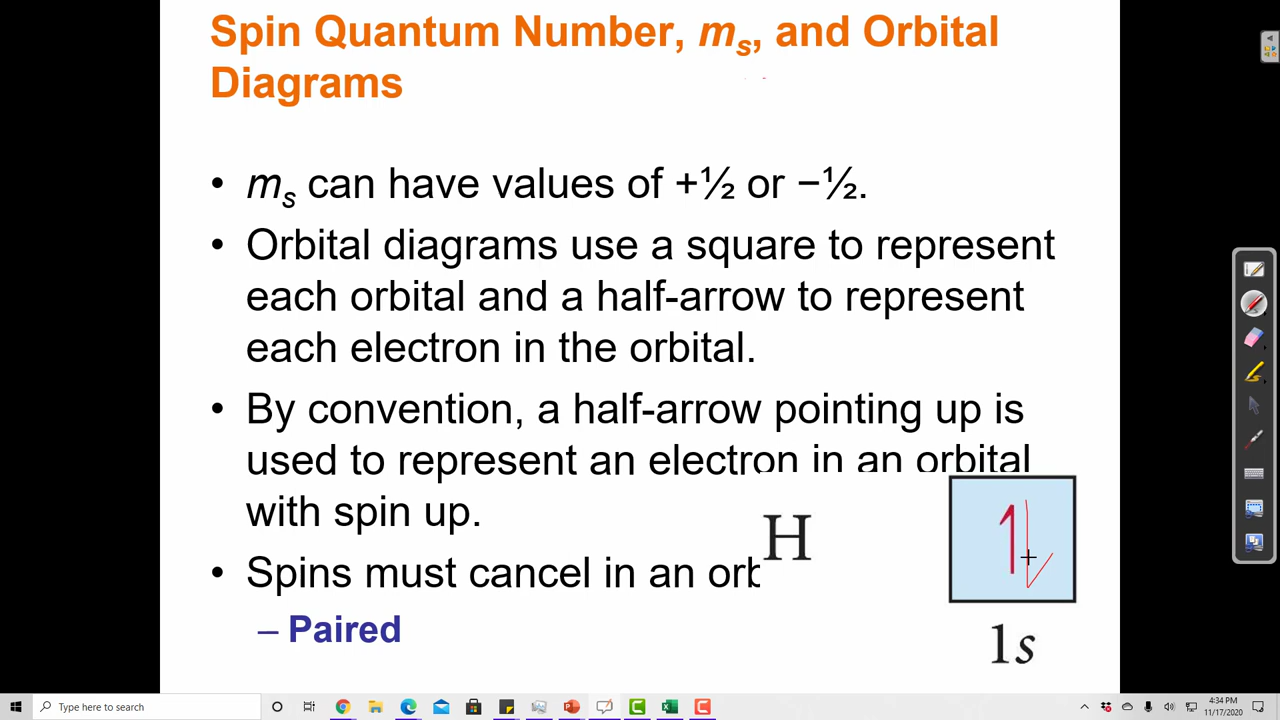 Spin Quantum Number, ms, and Orbital
Diagrams
• ms can have values of +½ or −½.
• Orbital diagrams use a square to represent
each orbital and a half-arrow to represent
each electron in the orbital.
• By convention, a half-arrow pointing up is
used to represent an electron in an orbital
with spin up.
H
• Spins must cancel in an orb
– Paired
1s
Type here to search
4:34 PM
11/17/2020